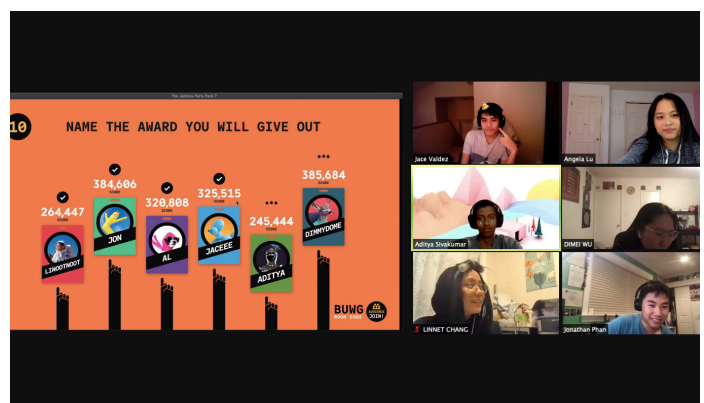 The Jackbox Party Pack 7
10
NAME THE AWARD YOU WILL GIVE OUT
264,447
SCORE
LINOOTNOOT
384,606
SCORE
JON
320,808
SCORE
AL
325,515
SCORE
JACEEE
245,444
SCORE
ADITYA
385,684
SCORE
DIMMYDOME
BUWG
ROOM CODE
AUDIENCE
JOIN!
Jace Valdez
Angela Lu
Aditya Sivakumar
DIMEI WU
LINNET CHANG
Jonathan Phan